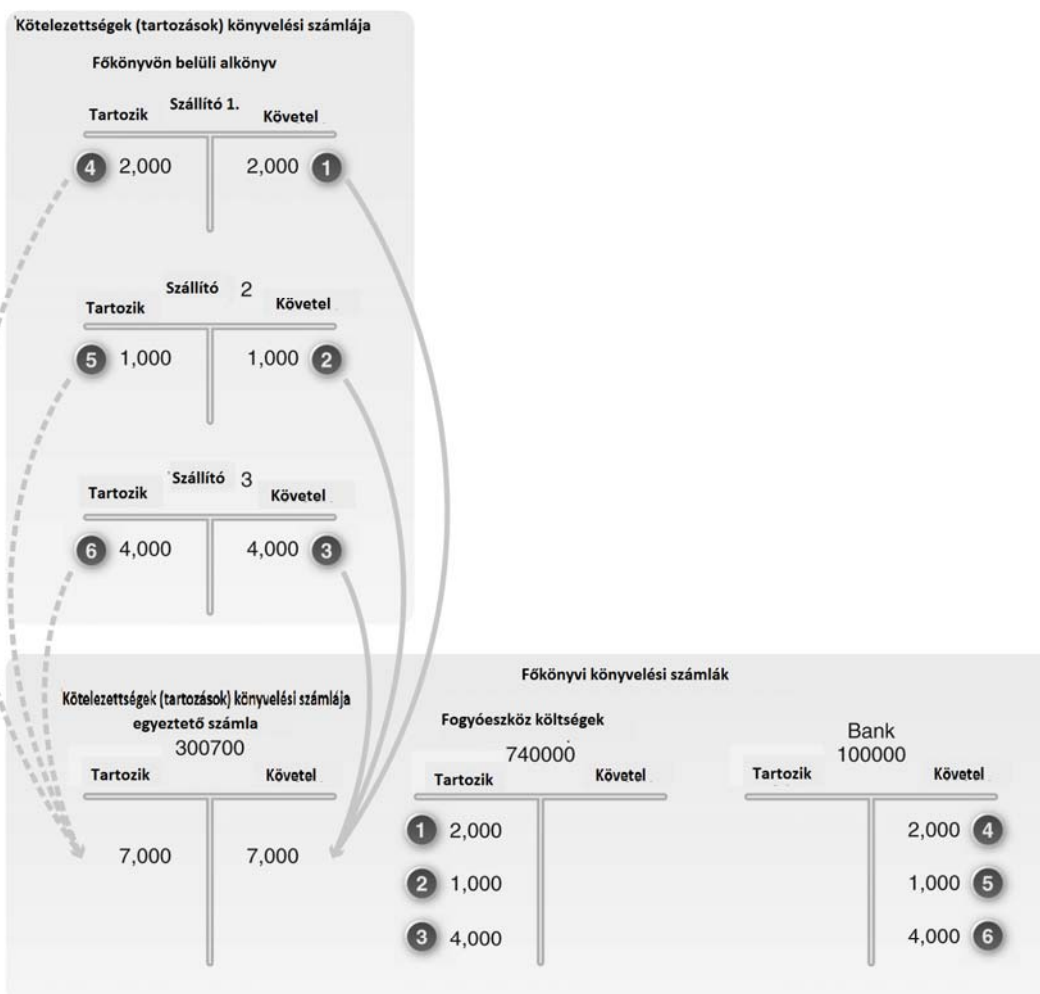 Kötelezettségek (tartozások) könyvelési számlája
Főkönyvön belüli alkönyv
Szállító 1.
Tartozik Követel
4 2,000 2,000 1
Szállító 2
Tartozik Követel
5 1,000 1,000 2
Szállító 3
Tartozik Követel
6 4,000 4,000 3
Főkönyvi könyvelési számlák
Kötelezettségek (tartozások) könyvelési számlája
egyeztető számla
300700
Tartozik Követel
7,000 7,000
Fogyóeszköz költségek
740000
Tartozik Követel
1 2,000
2 1,000
3 4,000
Bank
100000
Tartozik Követel
2,000 4
1,000 5
4,000 6